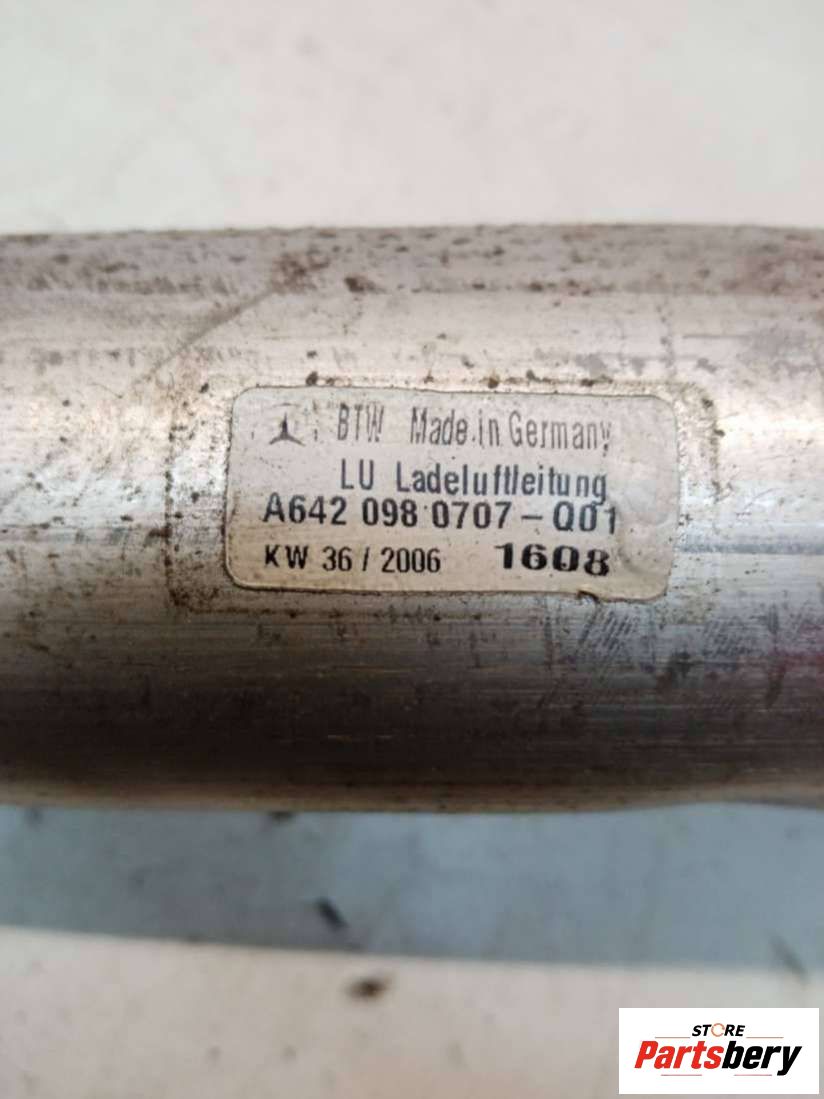 BTW Made in Germany
LU Ladeluftleitung
A642 098 0707-Q01
KW 36 / 2006 1608
STORE
Partsbery